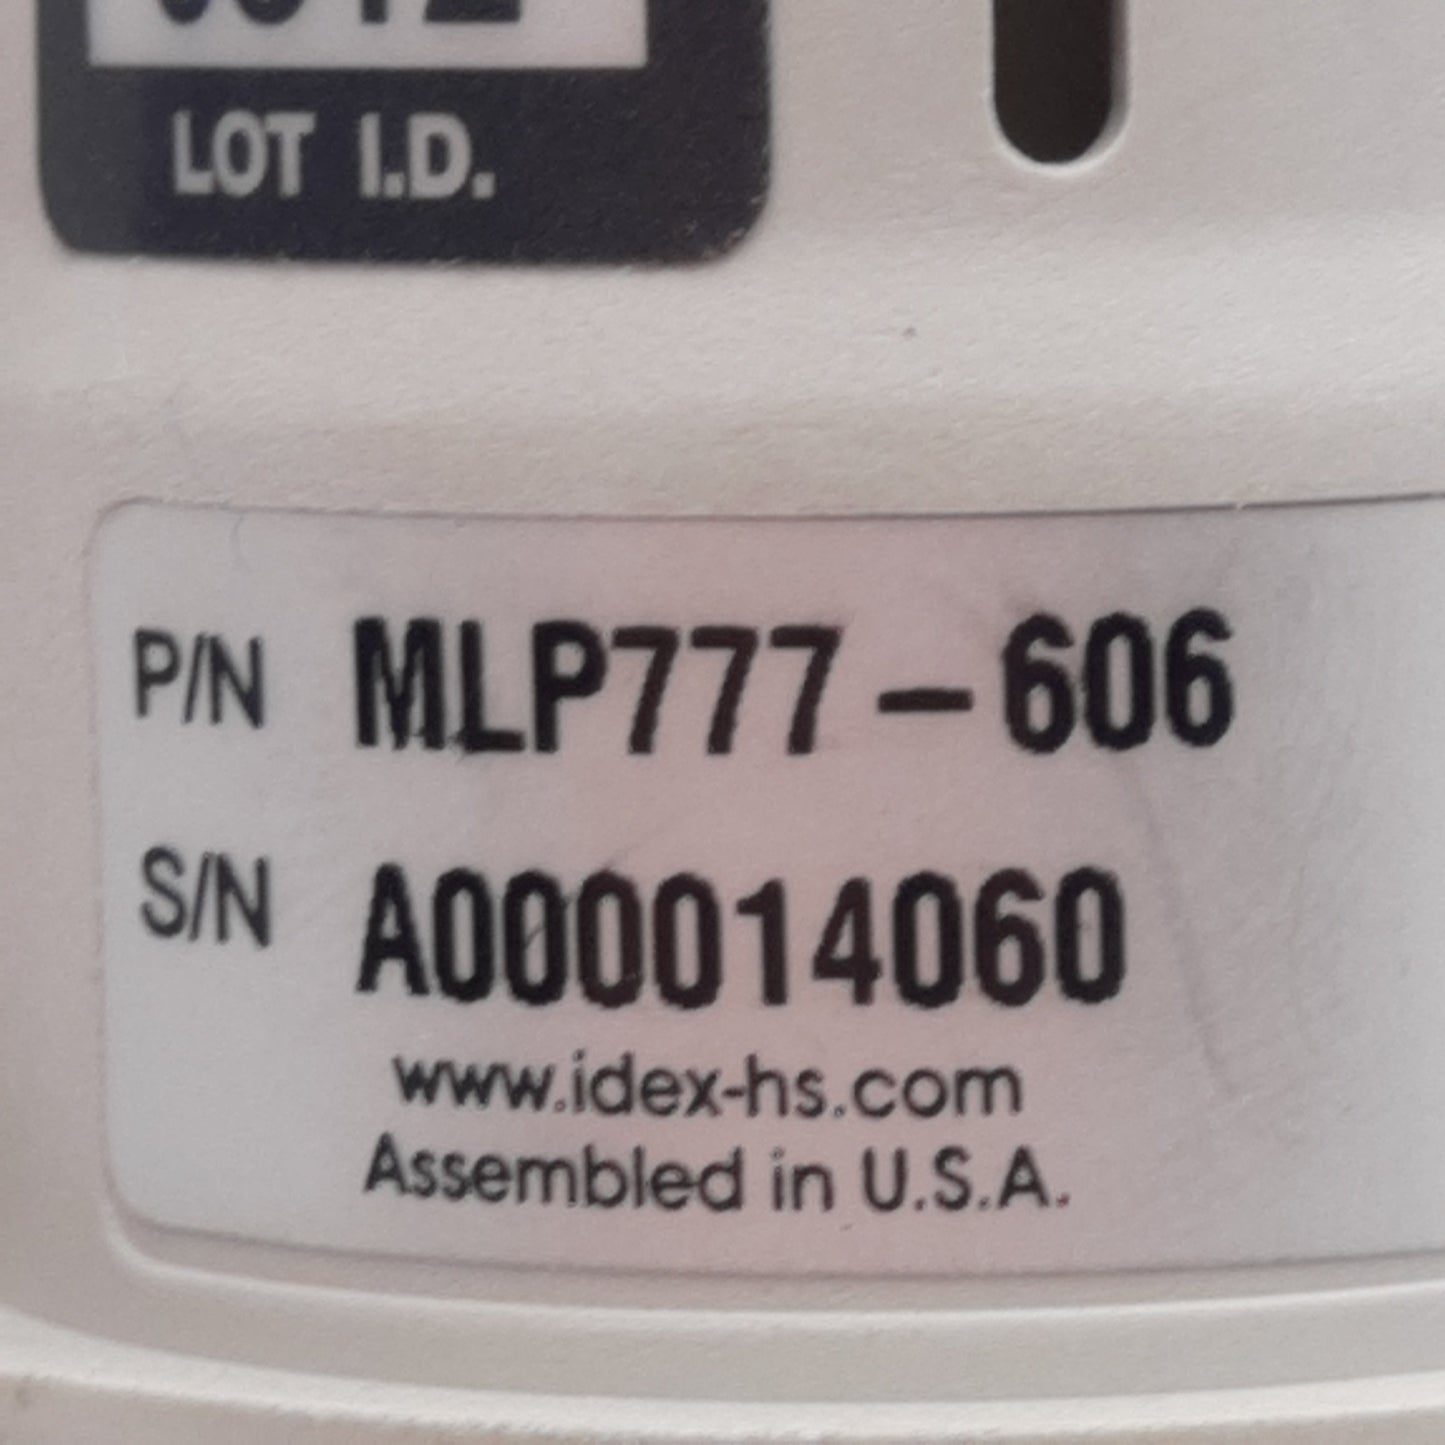 LOT I.D.
P/N MLP777-606
S/N A000014060
www.idex-hs.com
Assembled in U.S.A.